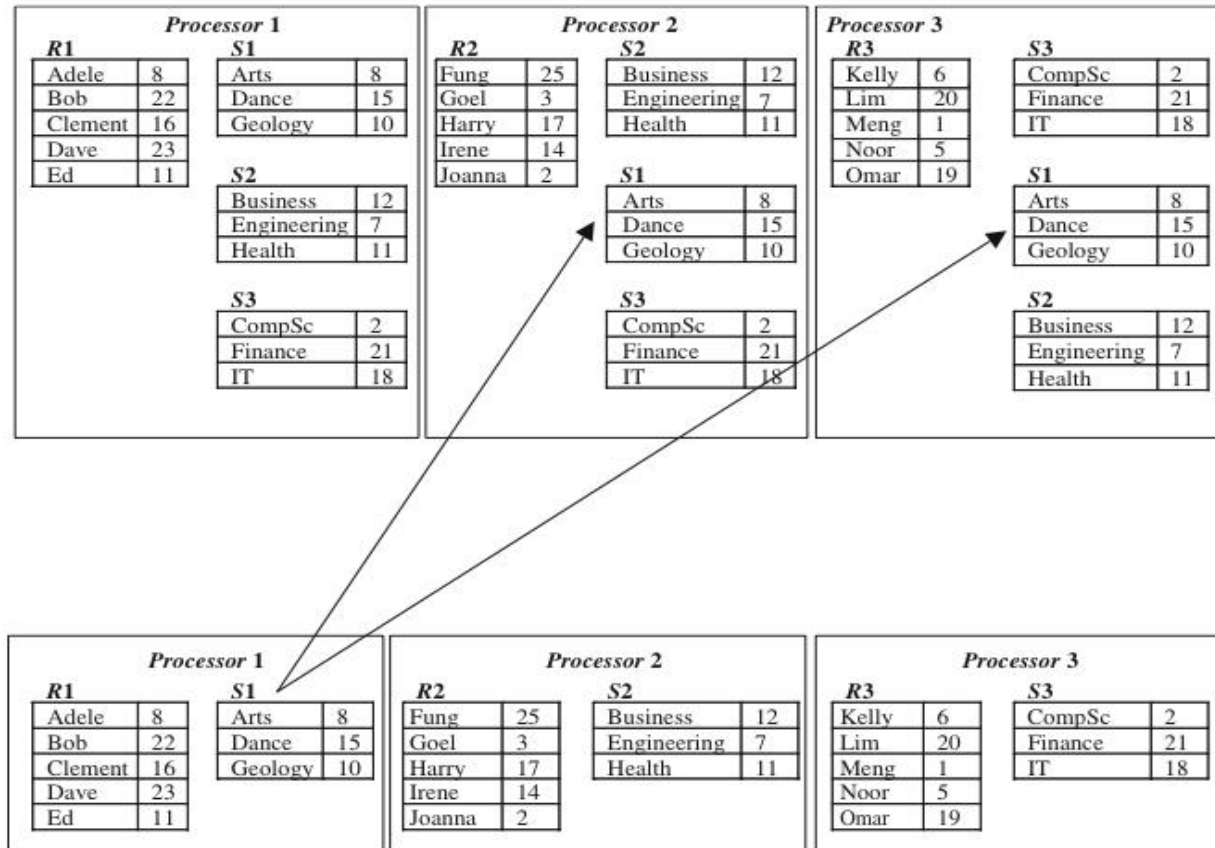 Processor 1
R1
Adele 8
Bob 22
Clement 16
Dave 23
Ed 11
S1
Arts 8
Dance 15
Geology 10
S2
Business 12
Engineering 7
Health 11
S3
CompSc 2
Finance 21
IT 18
Processor 2
R2
Fung 25
Goel 3
Harry 17
Irene 14
Joanna 2
S2
Business 12
Engineering 7
Health 11
S1
Arts 8
Dance 15
Geology 10
S3
CompSc 2
Finance 21
IT 18
Processor 3
R3
Kelly 6
Lim 20
Meng 1
Noor 5
Omar 19
S3
CompSc 2
Finance 21
IT 18
S1
Arts 8
Dance 15
Geology 10
S2
Business 12
Engineering 7
Health 11
Processor 1
R1
Adele 8
Bob 22
Clement 16
Dave 23
Ed 11
S1
Arts 8
Dance 15
Geology 10
Processor 2
R2
Fung 25
Goel 3
Harry 17
Irene 14
Joanna 2
S2
Business 12
Engineering 7
Health 11
Processor 3
R3
Kelly 6
Lim 20
Meng 1
Noor 5
Omar 19
S3
CompSc 2
Finance 21
IT 18